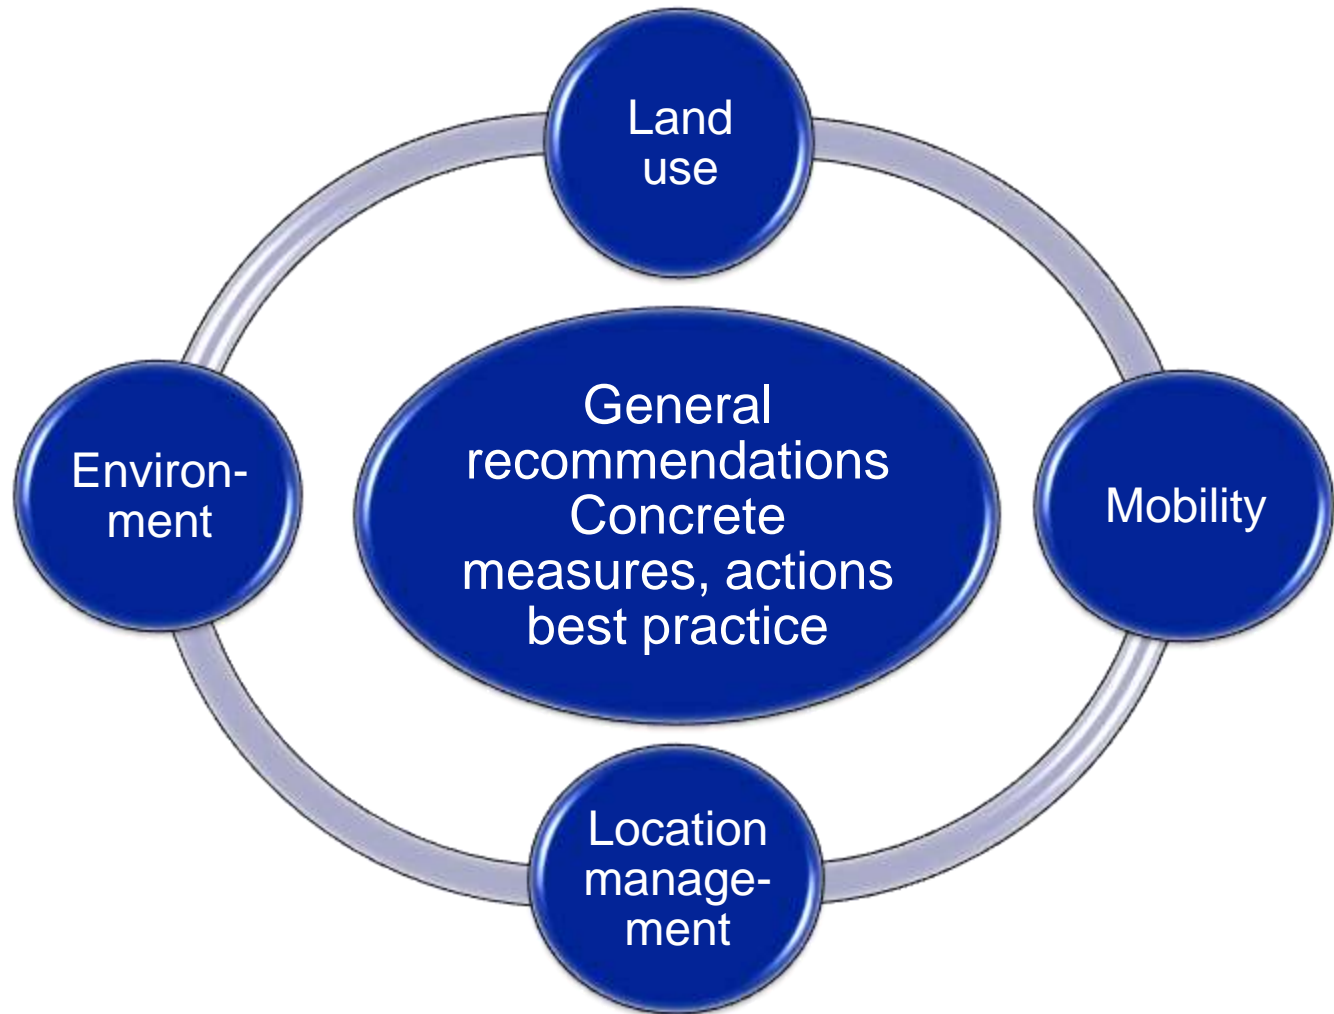 Land
use
Environ-
ment
General
recommendations
Concrete
measures, actions
best practice
Mobility
Location
manage-
ment